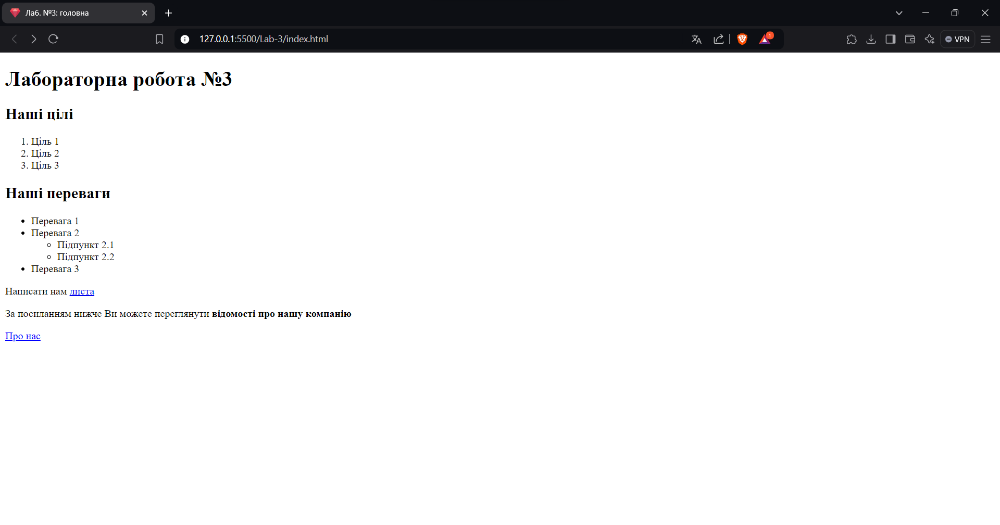 Лаб. №3: головна
127.0.0.1:5500/Lab-3/index.html
1
VPN
Лабораторна робота №3
Наші цілі
1. Ціль 1
2. Ціль 2
3. Ціль 3
Наші переваги
• Перевага 1
• Перевага 2
◦ Підпункт 2.1
◦ Підпункт 2.2
• Перевага 3
Написати нам листа
За посиланням нижче Ви можете переглянути відомості про нашу компанію
Про нас